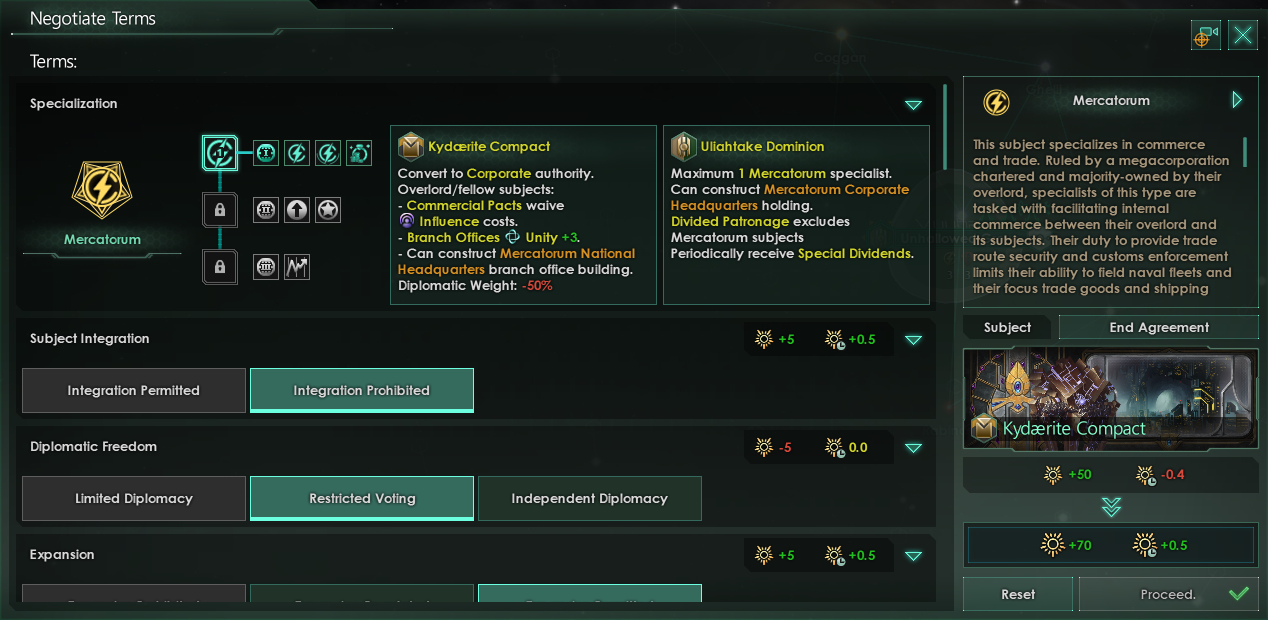 Negotiate Terms
Terms:
Specialization
Mercatorum
Kydærite Compact
Convert to Corporate authority.
Overlord/fellow subjects:
- Commercial Pacts waive
Influence costs.
- Branch Offices Unity +3.
- Can construct Mercatorum National
Headquarters branch office building.
Diplomatic Weight: -50%
Uliahtake Dominion
Maximum 1 Mercatorum specialist.
Can construct Mercatorum Corporate
Headquarters holding.
Divided Patronage excludes
Mercatorum subjects
Periodically receive Special Dividends.
Subject Integration
+5 +0.5
Integration Permitted
Integration Prohibited
Diplomatic Freedom
-5 0.0
Limited Diplomacy
Restricted Voting
Independent Diplomacy
Expansion
+5 +0.5
Mercatorum
This subject specializes in commerce
and trade. Ruled by a megacorporation
chartered and majority-owned by their
overlord, specialists of this type are
tasked with facilitating internal
commerce between their overlord and
its subjects. Their duty to provide trade
route security and customs enforcement
limits their ability to field naval fleets and
their focus trade goods and shipping
Subject
End Agreement
Kydærite Compact
+50 -0.4
+70 +0.5
Reset
Proceed.